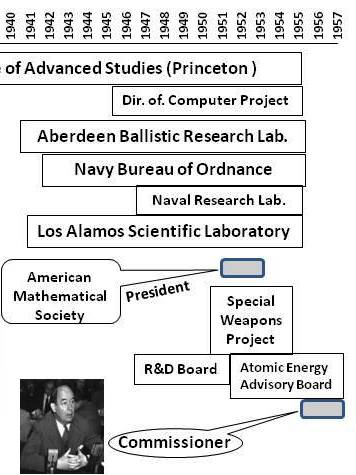 1940 1941 1942 1943 1944 1945 1946 1947 1948 1949 1950 1951 1952 1953 1954 1955 1956 1957
of Advanced Studies (Princeton )
Dir. of. Computer Project
Aberdeen Ballistic Research Lab.
Navy Bureau of Ordnance
Naval Research Lab.
Los Alamos Scientific Laboratory
American
Mathematical
Society
President
Special
Weapons
Project
R&D Board
Atomic Energy
Advisory Board
Commissioner